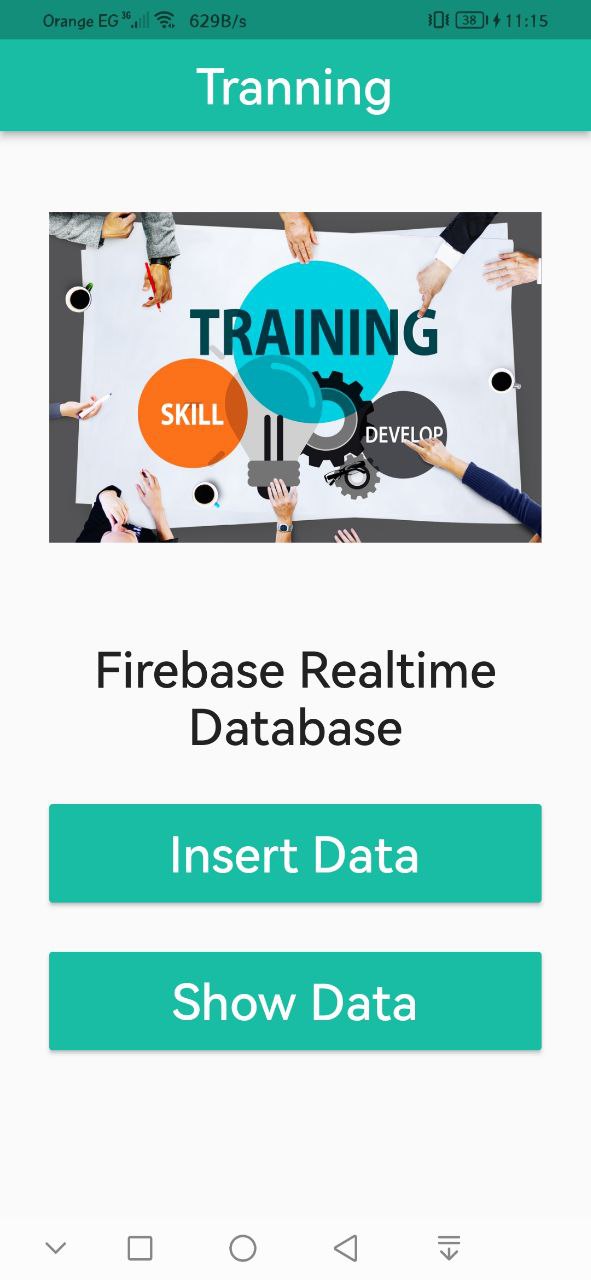 Orange EG 3G 629B/s 38 11:15
Tranning
TRAINING
SKILL
DEVELOP
Firebase Realtime
Database
Insert Data
Show Data